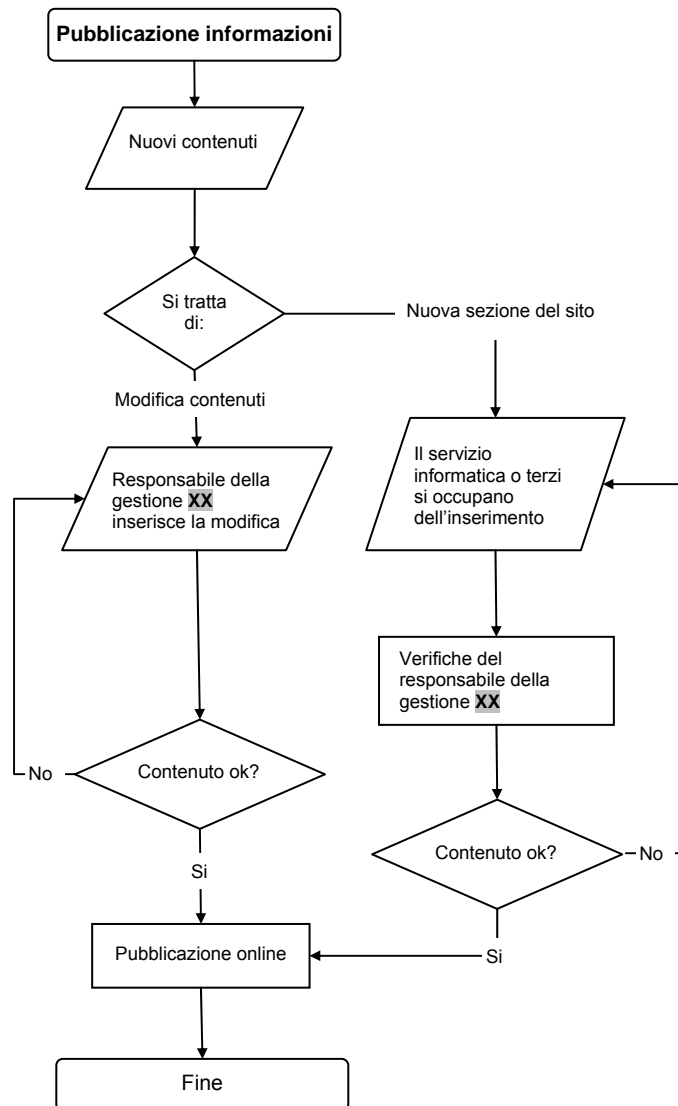 Pubblicazione informazioni
Nuovi contenuti
Si tratta
di:
Nuova sezione del sito
Modifica contenuti
Responsabile della
gestione XX
inserisce la modifica
Il servizio
informatica o terzi
si occupano
dell'inserimento
Verifiche del
responsabile della
gestione XX
No
Contenuto ok?
Si
Contenuto ok?
No
Si
Pubblicazione online
Fine